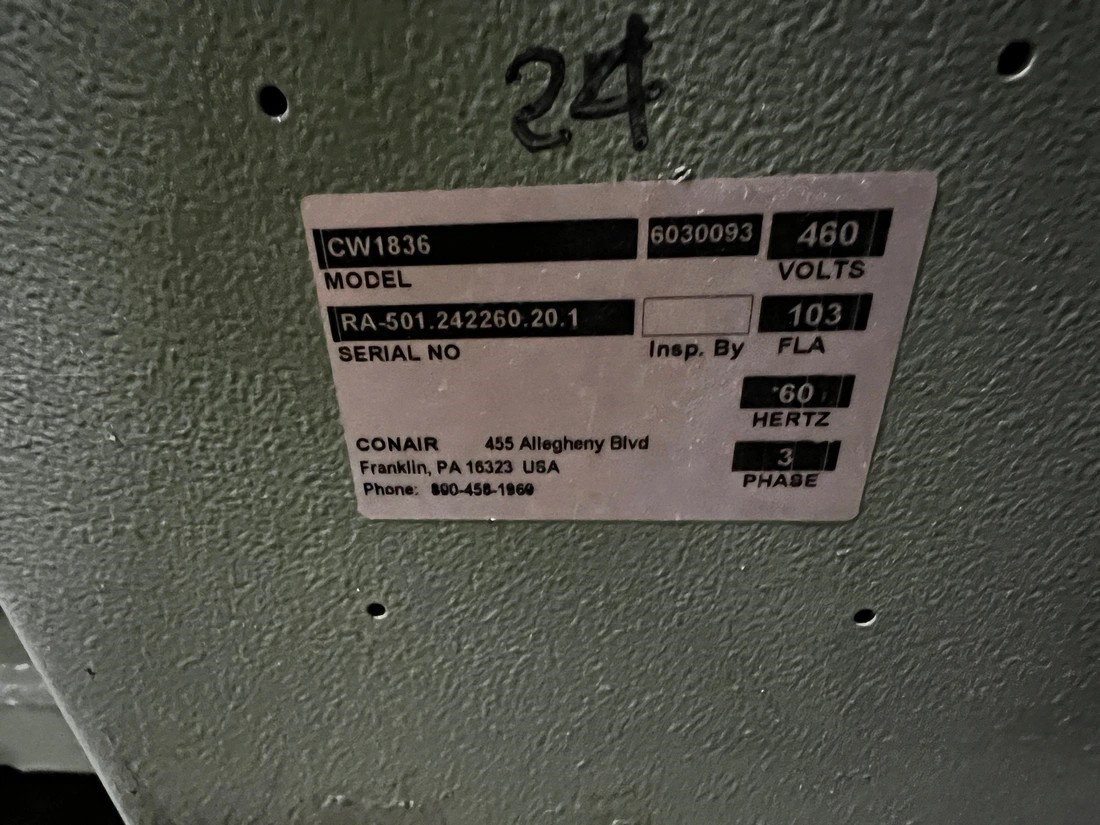 24
CW1836 6030093 460
MODEL VOLTS
RA-501.242260.20.1 103
SERIAL NO Insp. By FLA
60
HERTZ
CONAIR 455 Allegheny Blvd 3
Franklin, PA 16323 USA PHASE
Phone: 800-458-1960